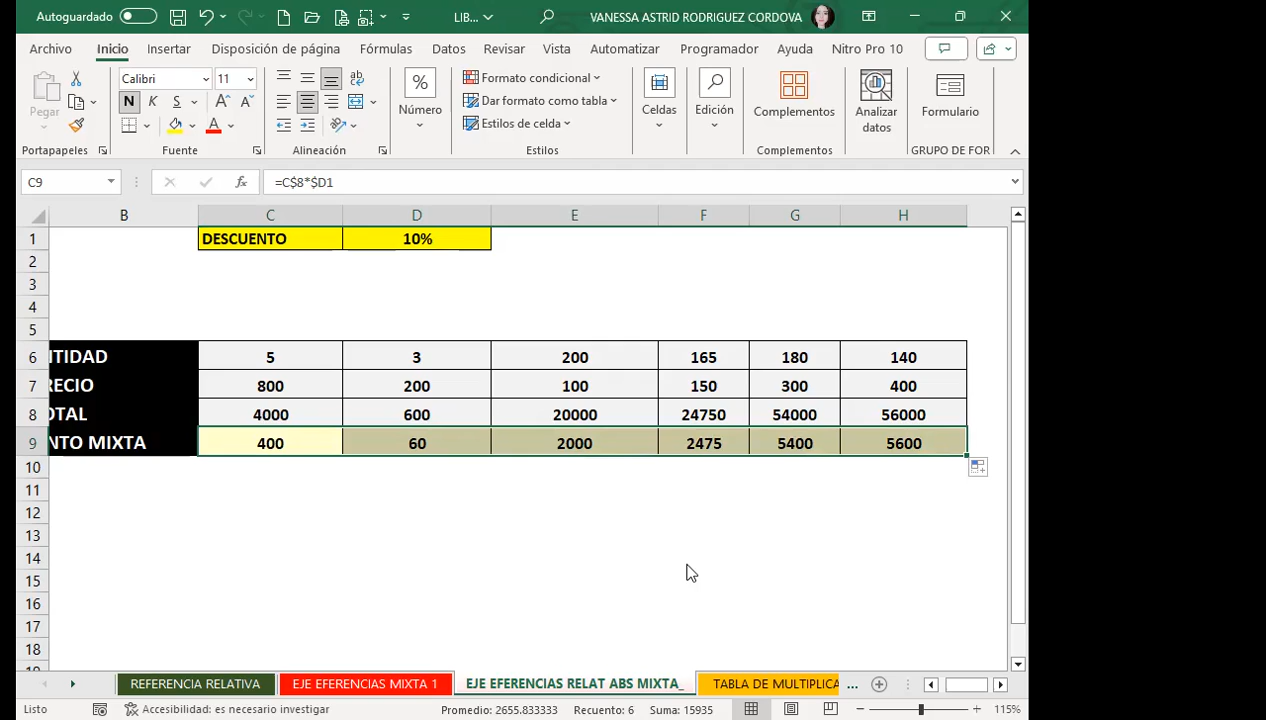 Autoguardado LIB... VANESSA ASTRID RODRIGUEZ CORDOVA
Archivo Inicio Insertar Disposición de página Fórmulas Datos Revisar Vista Automatizar Programador Ayuda Nitro Pro 10
Pegar Calibri 11 N K S A A A % Número Formato condicional Celdas Edición Complementos Analizar datos Formulario
Dar formato como tabla
Estilos de celda
Portapapeles Fuente Alineación Estilos Complementos GRUPO DE FOR
C9 fx =C$8*$D1
B C D E F G H
1 DESCUENTO 10%
2
3
4
5
6 NTIDAD 5 3 200 165 180 140
7 RECIO 800 200 100 150 300 400
8 OTAL 4000 600 20000 24750 54000 56000
9 NTO MIXTA 400 60 2000 2475 5400 5600
10
11
12
13
14
15
16
17
18
19
REFERENCIA RELATIVA EJE EFERENCIAS MIXTA 1 EJE EFERENCIAS RELAT ABS MIXTA_ TABLA DE MULTIPLICA ...
Listo Accesibilidad: es necesario investigar Promedio: 2655.833333 Recuento: 6 Suma: 15935 115%